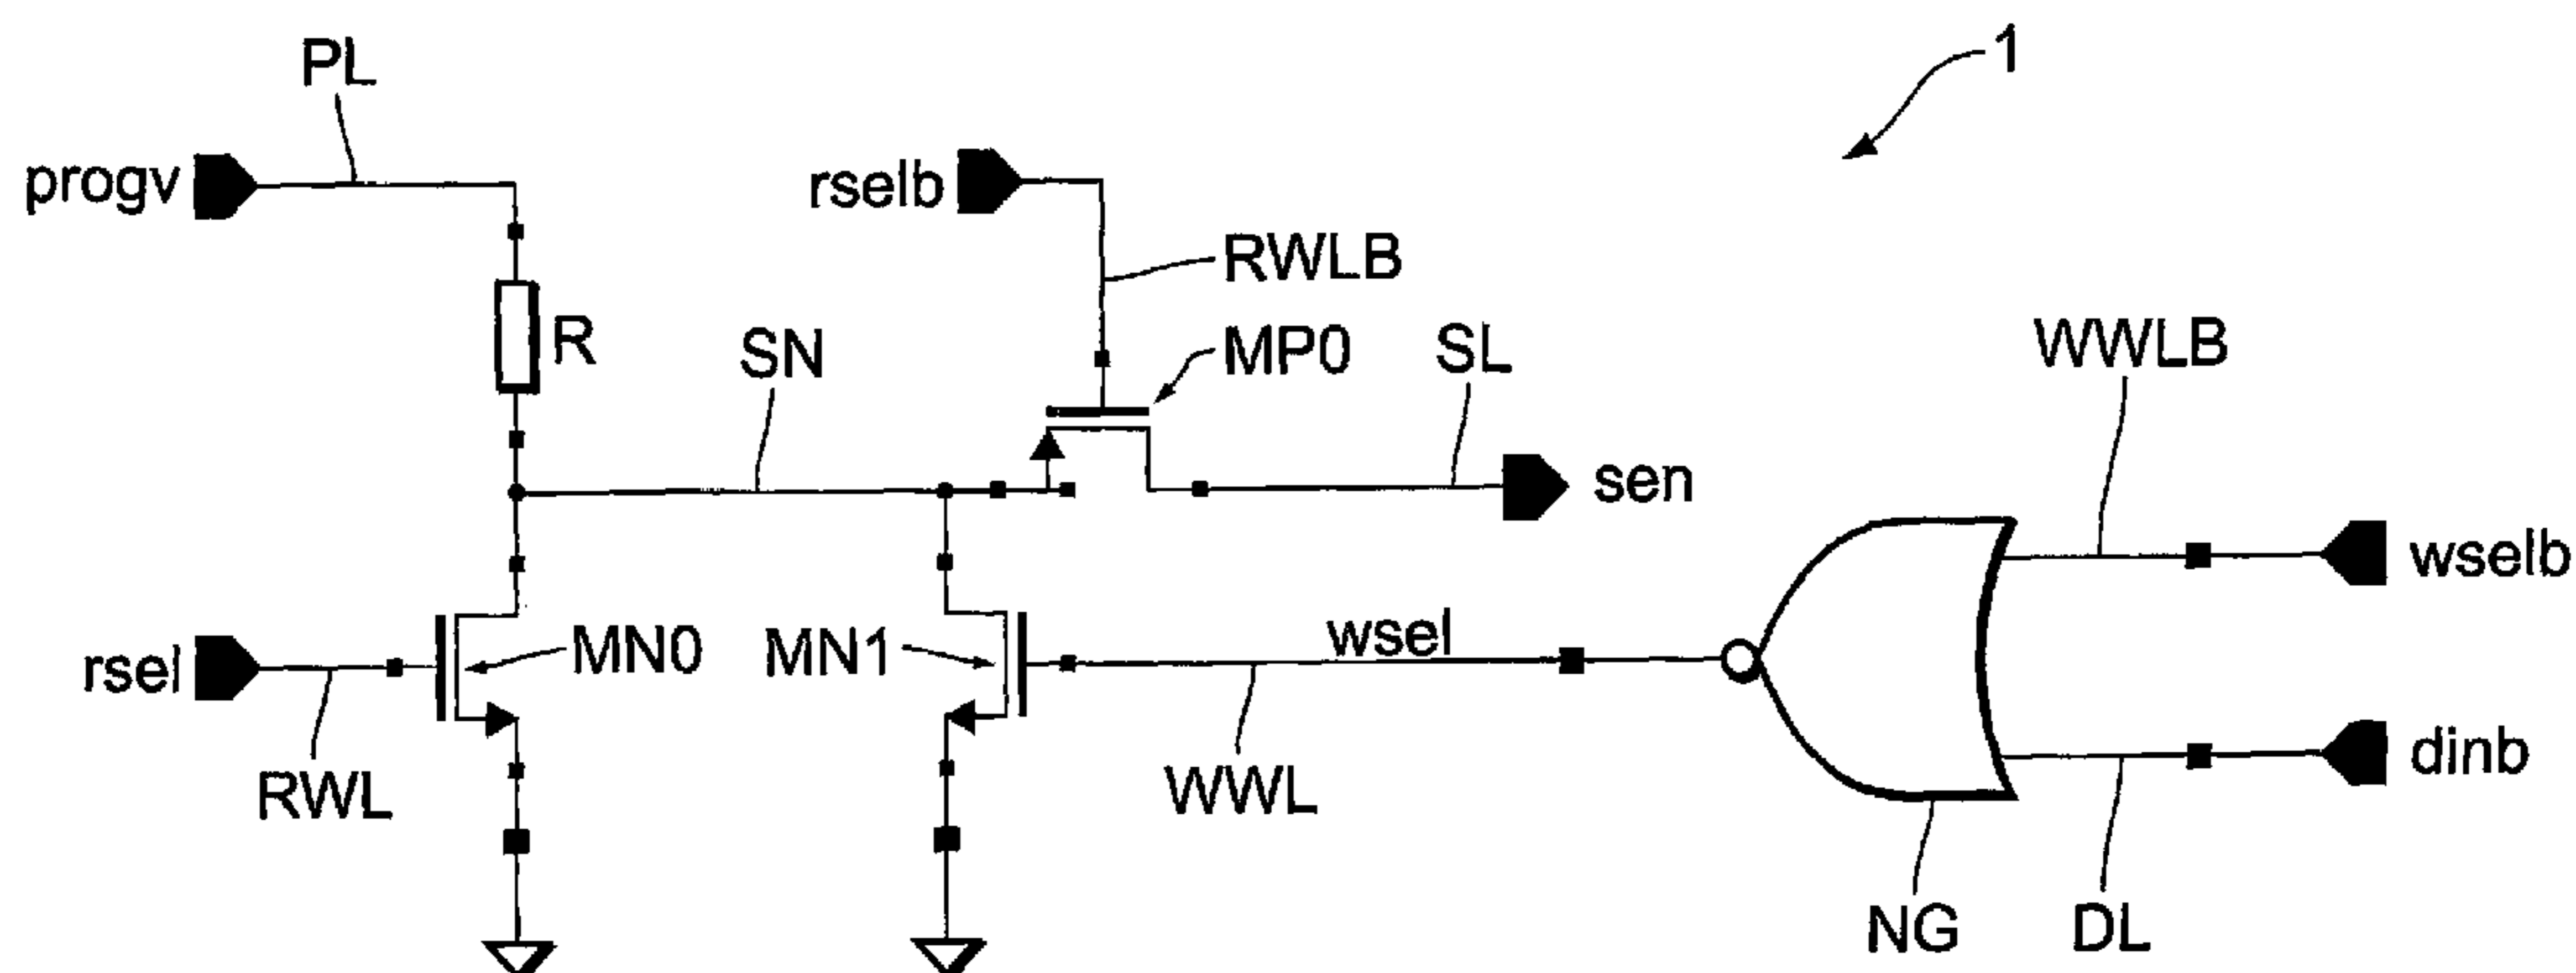 1
PL
progv
rselb
RWLB
R
SN
MP0
SL
WWLB
sen
wselb
rsel
MN0
MN1
wsel
RWL
WWL
dinb
NG
DL